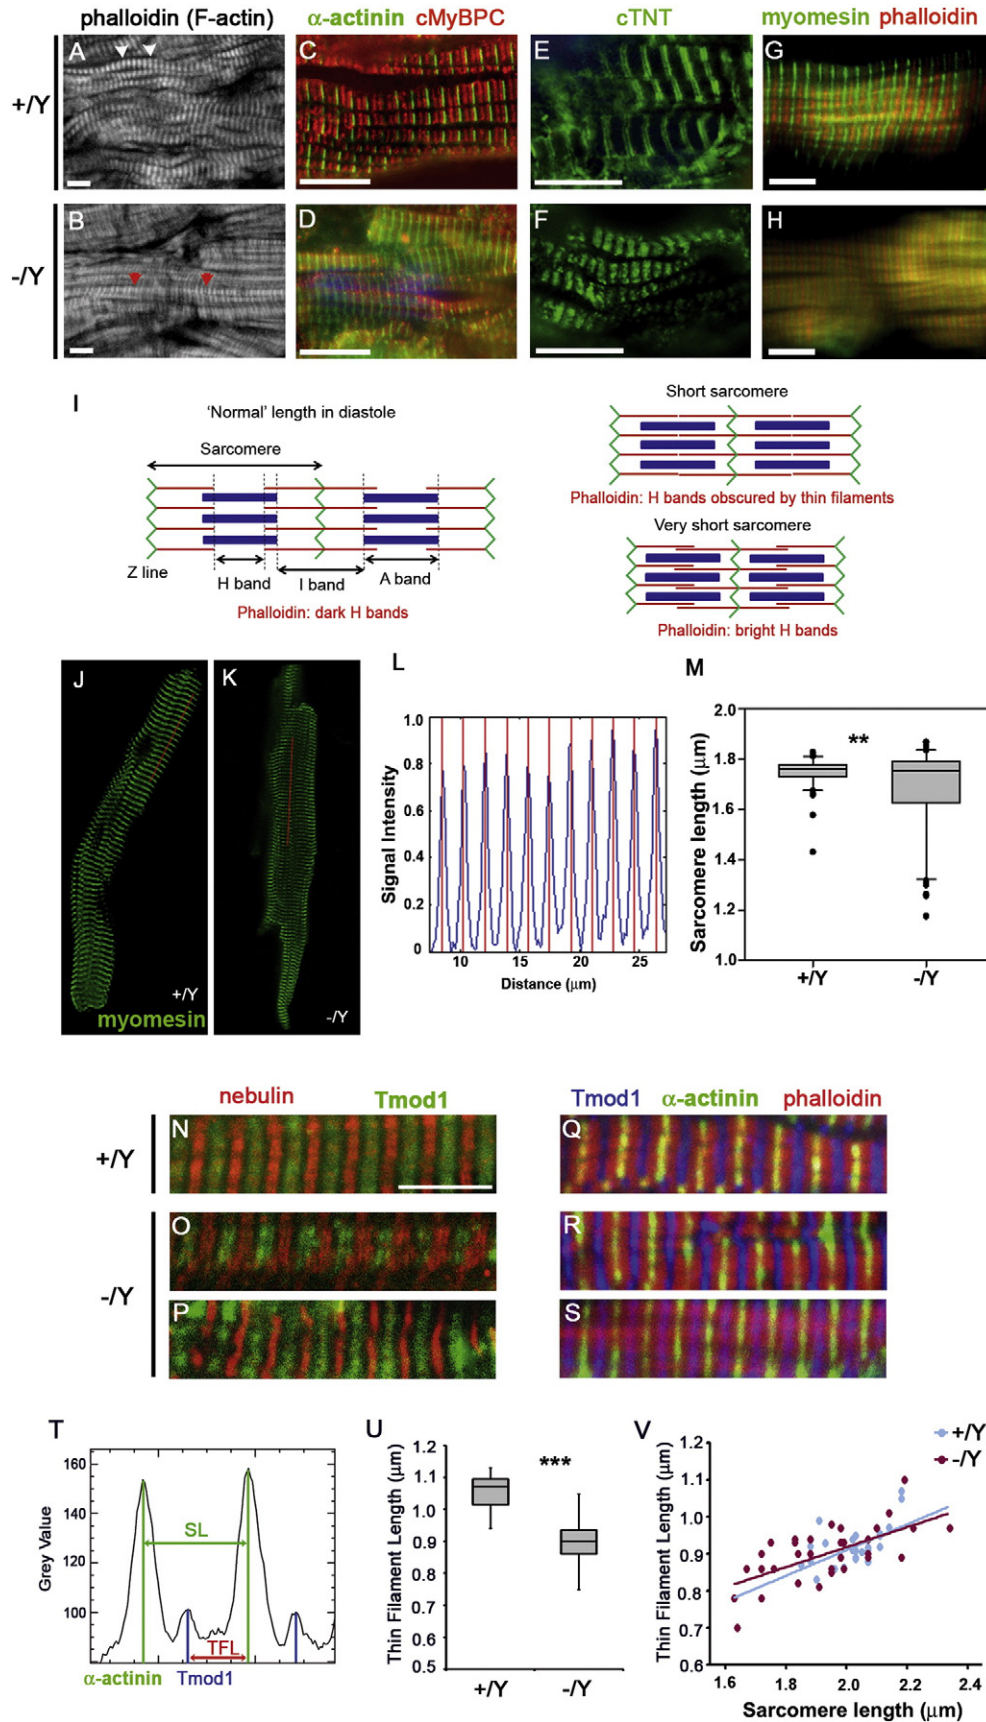 phalloidin (F-actin)
α-actinin cMyBPC
cTNT
myomesin phalloidin
+/Y
A
C
E
G
-/Y
B
D
F
H
I
'Normal' length in diastole
Sarcomere
Z line
H band
I band
A band
Phalloidin: dark H bands
Short sarcomere
Phalloidin: H bands obscured by thin filaments
Very short sarcomere
Phalloidin: bright H bands
J
+/Y
myomesin
K
-/Y
L
Signal Intensity
1.0
0.8
0.6
0.4
0.2
0
10
15
20
25
Distance (μm)
M
Sarcomere length (μm)
2.0
1.8
1.6
1.4
1.2
1.0
**
+/Y
-/Y
nebulin
Tmod1
Tmod1 α-actinin phalloidin
+/Y
N
Q
-/Y
O
R
P
S
T
Grey Value
160
140
120
100
SL
TFL
α-actinin
Tmod1
U
Thin Filament Length (μm)
1.2
1.1
1.0
0.9
0.8
0.7
0.6
0.5
***
+/Y
-/Y
V
+/Y
-/Y
Thin Filament Length (μm)
1.2
1.1
1.0
0.9
0.8
0.7
0.6
1.6
1.8
2.0
2.2
2.4
Sarcomere length (μm)